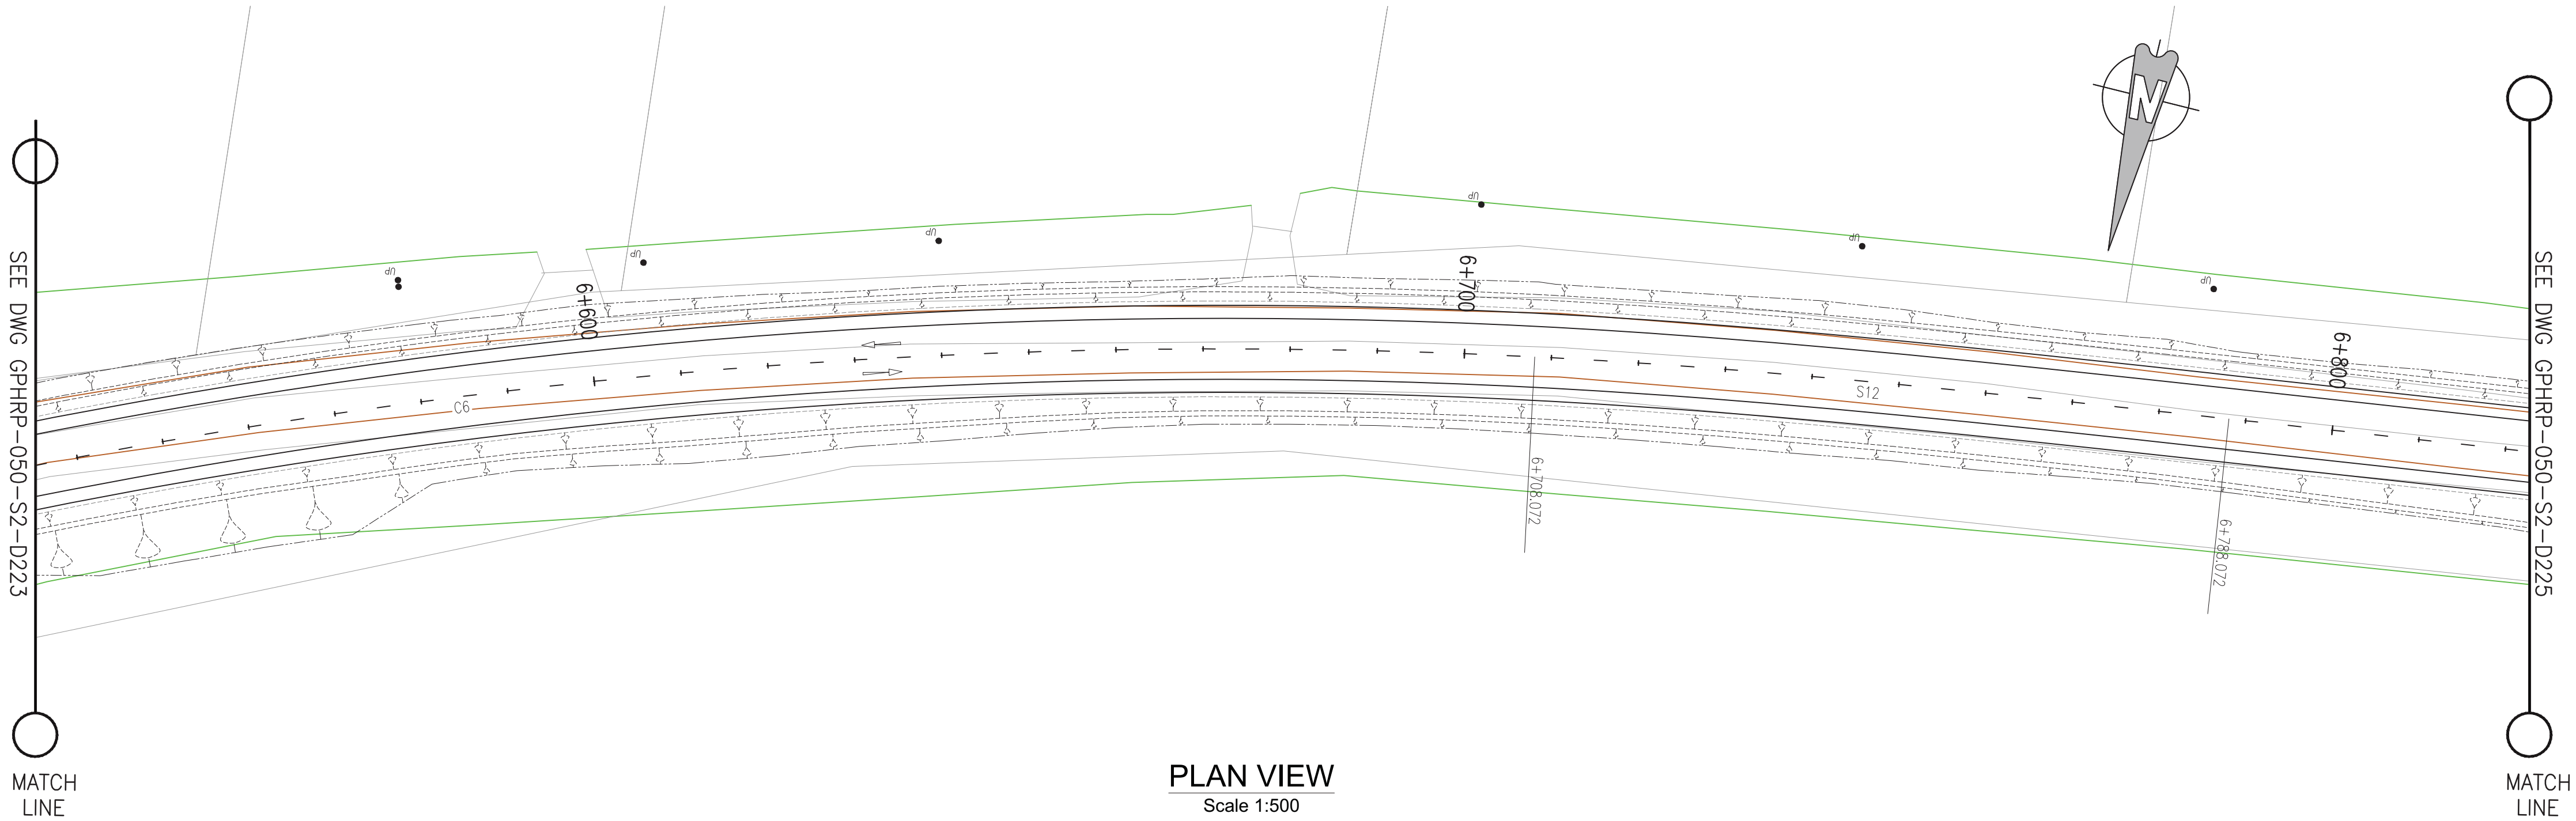 N
UP
UP
UP
UP
UP
UP
6+600
6+700
6+800
C6
S12
6+708.072
6+788.072
SEE DWG GPHRP-050-S2-D223
SEE DWG GPHRP-050-S2-D225
MATCH
LINE
PLAN VIEW
Scale 1:500
MATCH
LINE